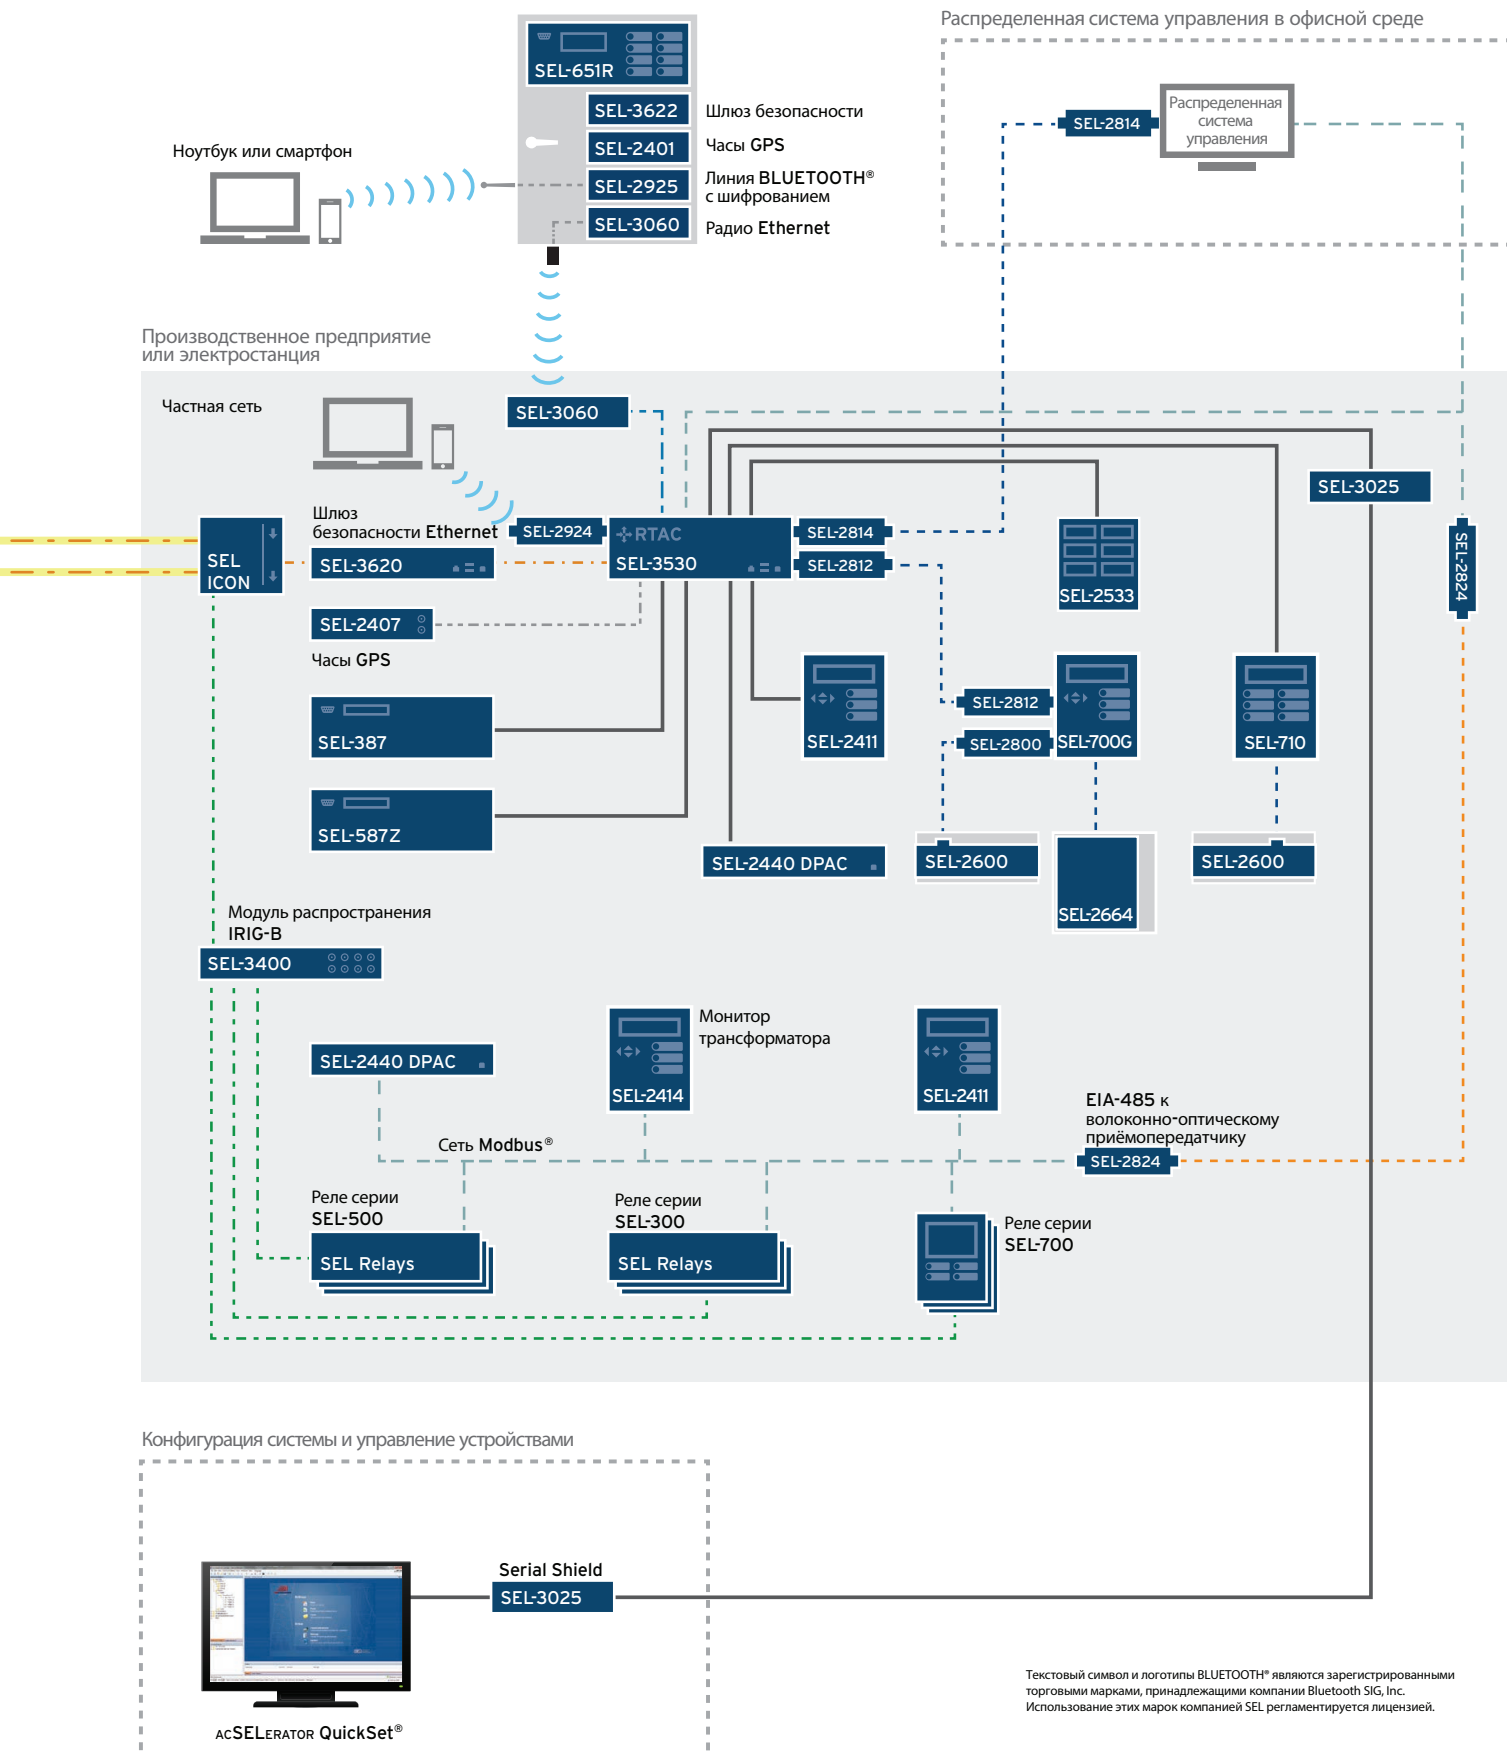 Распределенная система управления в офисной среде
SEL-651R
SEL-3622
Шлюз безопасности
SEL-2401
Часы GPS
SEL-2925
Линия BLUETOOTH®
с шифрованием
SEL-3060
Радио Ethernet
Ноутбук или смартфон
SEL-2814
Распределенная
система
управления
Производственное предприятие
или электростанция
Частная сеть
SEL-3060
SEL-3025
Шлюз
безопасности Ethernet
SEL-2924
RTAC
SEL-3530
SEL-2814
SEL-2812
SEL
ICON
SEL-3620
SEL-2533
SEL-2824
SEL-2407
Часы GPS
SEL-387
SEL-2411
SEL-2812
SEL-2800
SEL-700G
SEL-710
SEL-587Z
SEL-2440 DPAC
SEL-2600
SEL-2664
SEL-2600
Модуль распространения
IRIG-B
SEL-3400
SEL-2440 DPAC
SEL-2414
Монитор
трансформатора
SEL-2411
EIA-485 к
волоконно-оптическому
приёмопередатчику
SEL-2824
Сеть Modbus®
Реле серии
SEL-500
SEL Relays
Реле серии
SEL-300
SEL Relays
Реле серии
SEL-700
Конфигурация системы и управление устройствами
Serial Shield
SEL-3025
ACSELERATOR QuickSet®
Текстовый символ и логотипы BLUETOOTH® являются зарегистрированными
торговыми марками, принадлежащими компании Bluetooth SIG, Inc.
Использование этих марок компанией SEL регламентируется лицензией.